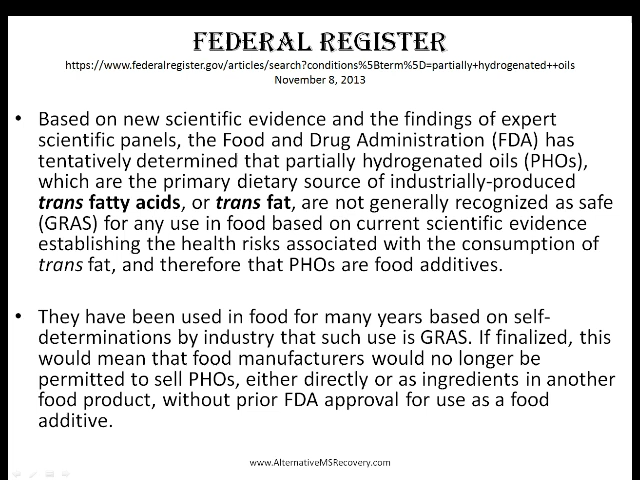 FEDERAL REGISTER
https://www.federalregister.gov/articles/search?conditions%5Bterm%5D=partially+hydrogenated++oils
November 8, 2013
• Based on new scientific evidence and the findings of expert
scientific panels, the Food and Drug Administration (FDA) has
tentatively determined that partially hydrogenated oils (PHOs),
which are the primary dietary source of industrially-produced
trans fatty acids, or trans fat, are not generally recognized as safe
(GRAS) for any use in food based on current scientific evidence
establishing the health risks associated with the consumption of
trans fat, and therefore that PHOs are food additives.
• They have been used in food for many years based on self-
determinations by industry that such use is GRAS. If finalized, this
would mean that food manufacturers would no longer be
permitted to sell PHOs, either directly or as ingredients in another
food product, without prior FDA approval for use as a food
additive.
www.AlternativeMSRecovery.com